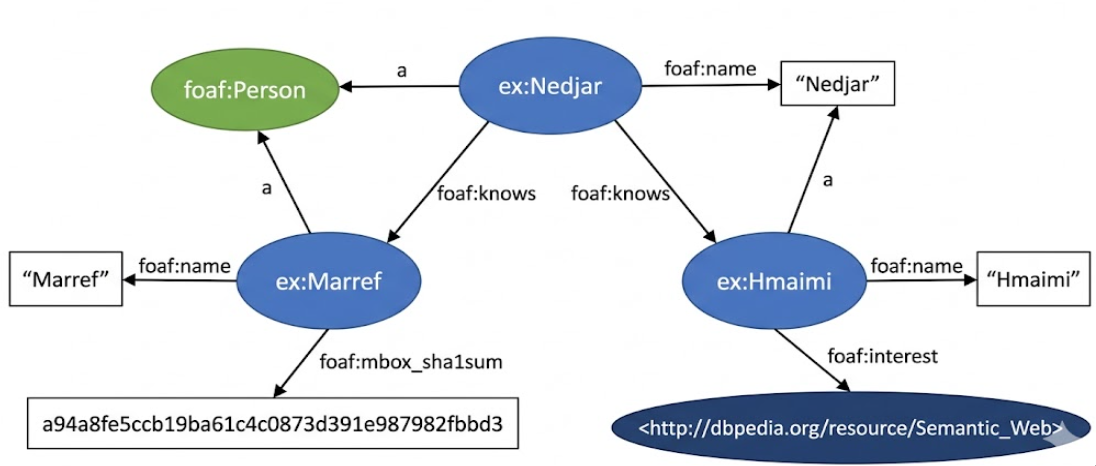 foaf:Person
a
ex:Nedjar
foaf:name
“Nedjar”
a
foaf:knows
foaf:knows
a
“Marref”
foaf:name
ex:Marref
ex:Hmaimi
foaf:name
“Hmaimi”
foaf:mbox_sha1sum
foaf:interest
a94a8fe5ccb19ba61c4c0873d391e987982fbbd3
<http://dbpedia.org/resource/Semantic_Web>